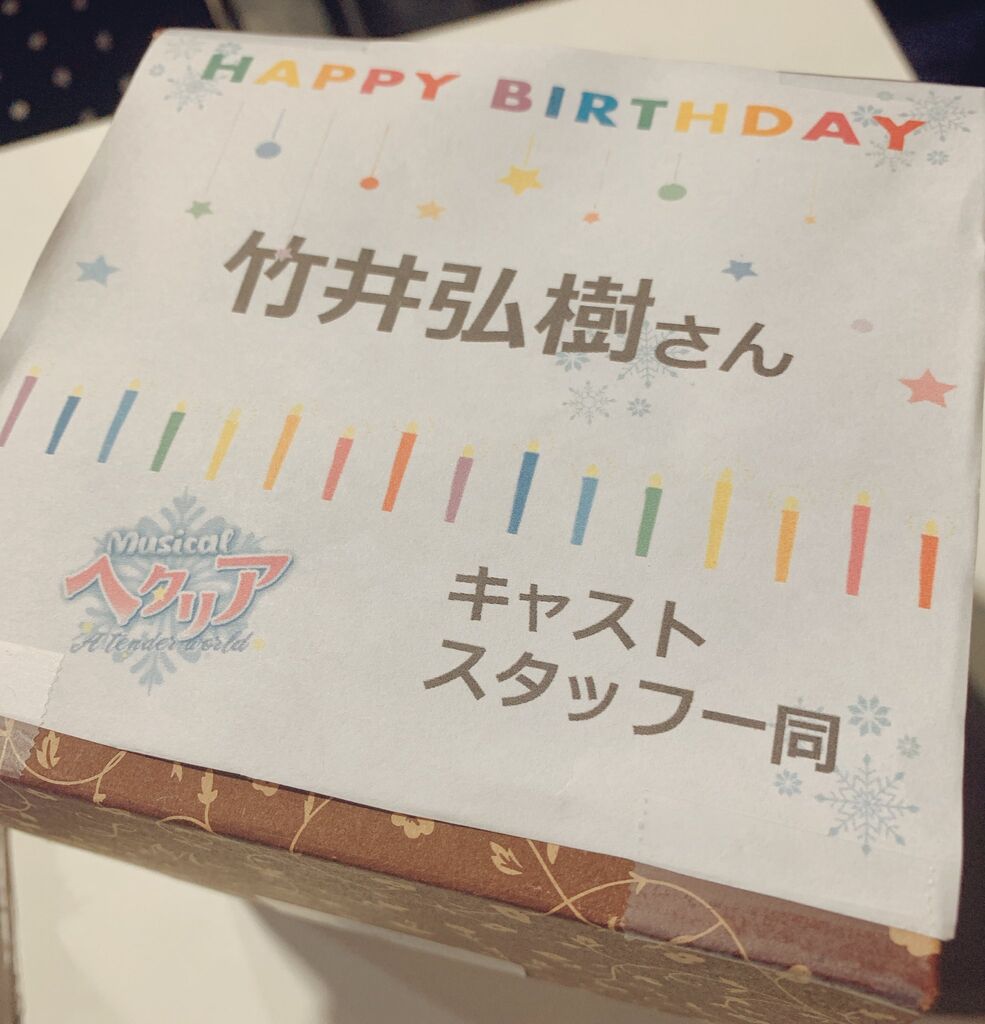 HAPPY BIRTHDAY
竹井弘樹さん
Musical
ヘタリア
A tender world
キャスト
スタッフ一同